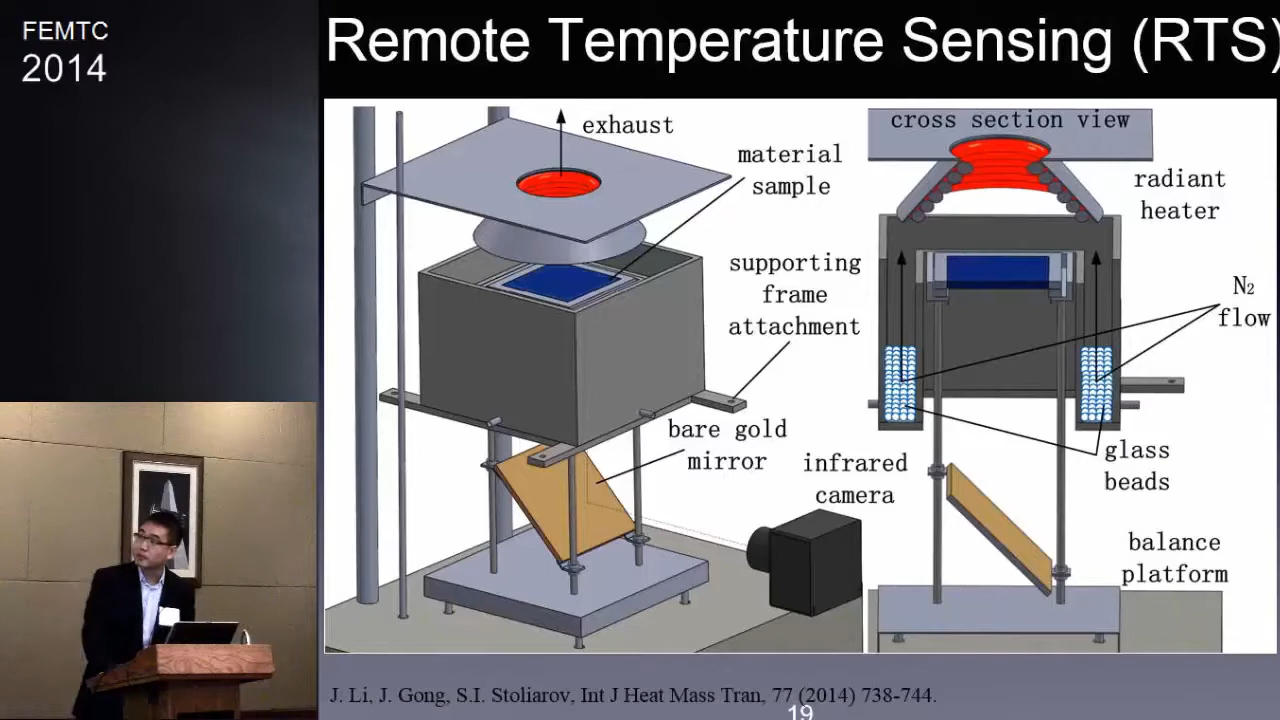 FEMTC
2014
Remote Temperature Sensing (RTS)
exhaust
material
sample
supporting
frame
attachment
bare gold
mirror
infrared
camera
cross section view
radiant
heater
N2
flow
glass
beads
balance
platform
J. Li, J. Gong, S.I. Stoliarov, Int J Heat Mass Tran, 77 (2014) 738-744.
19